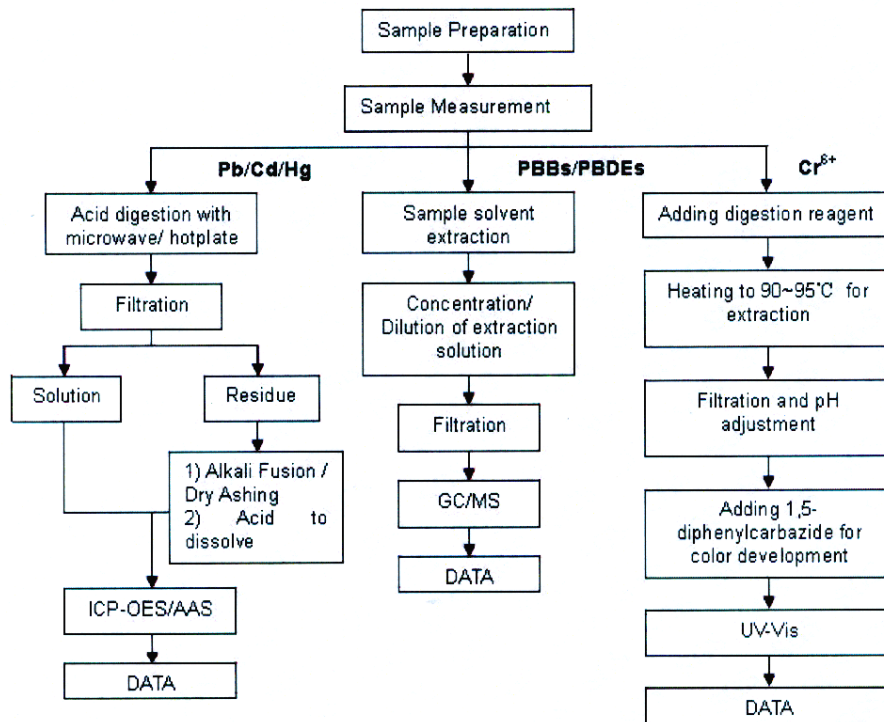 Sample Preparation
Sample Measurement
Pb/Cd/Hg
PBBs/PBDEs
Cr⁶⁺
Acid digestion with
microwave/ hotplate
Filtration
Solution
Residue
1) Alkali Fusion /
Dry Ashing
2) Acid to
dissolve
ICP-OES/AAS
DATA
Sample solvent
extraction
Concentration/
Dilution of extraction
solution
Filtration
GC/MS
DATA
Adding digestion reagent
Heating to 90~95°C for
extraction
Filtration and pH
adjustment
Adding 1,5-
diphenylcarbazide for
color development
UV-Vis
DATA